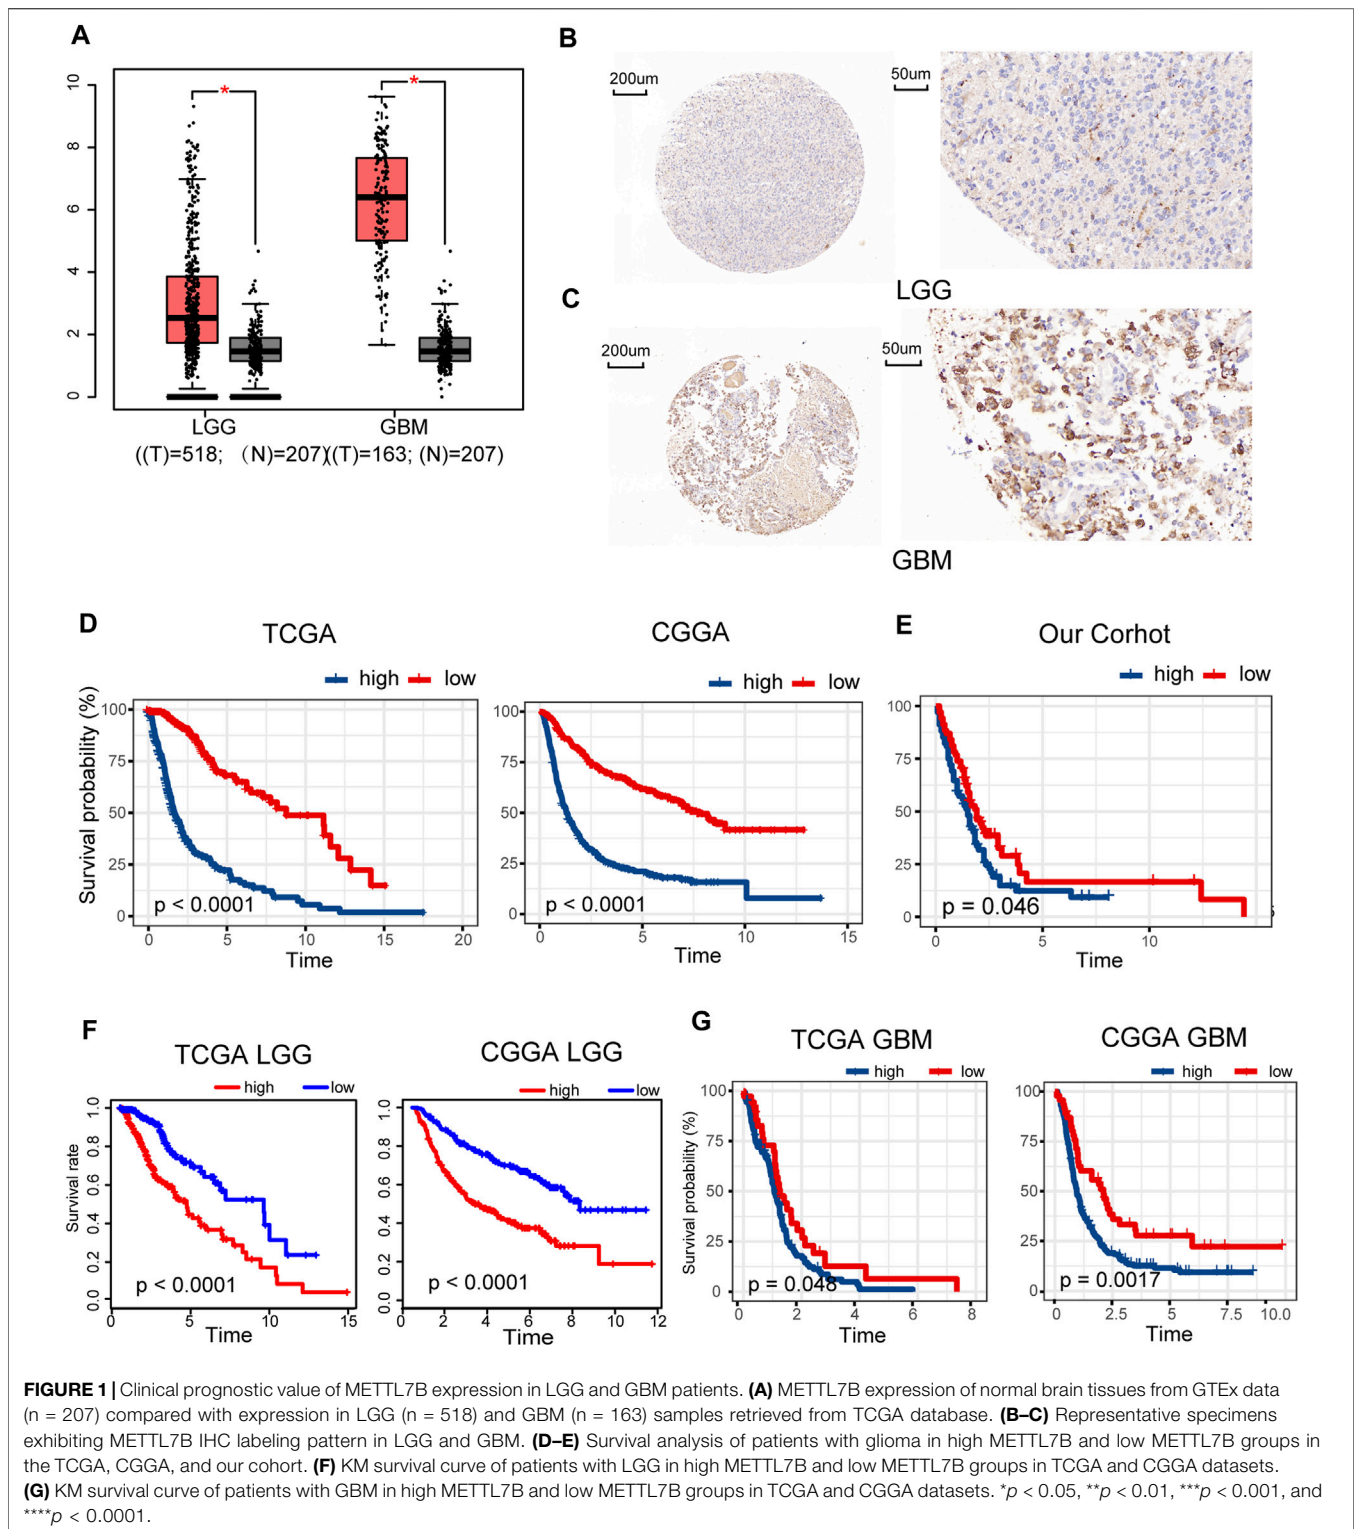 A
10
8
6
4
2
0
*
*
LGG
GBM
((T)=518; (N)=207)((T)=163; (N)=207)
B
200um
50um
LGG
C
200um
50um
GBM
D
TCGA
high low
Survival probability (%)
100
75
50
25
0
p < 0.0001
0 5 10 15 20
Time
CGGA
high low
100
75
50
25
0
p < 0.0001
0 5 10 15
Time
E
Our Corhot
high low
100
75
50
25
0
p = 0.046
0 5 10
Time
F
TCGA LGG
high low
Survival rate
1.0
0.8
0.6
0.4
0.2
0.0
p < 0.0001
0 5 10 15
Time
CGGA LGG
high low
1.0
0.8
0.6
0.4
0.2
0.0
p < 0.0001
0 2 4 6 8 10 12
Time
G
TCGA GBM
high low
Survival probability (%)
100
75
50
25
0
p = 0.048
0 2 4 6 8
Time
CGGA GBM
high low
100
75
50
25
0
p = 0.0017
0 2.5 5 7.5 10.0
Time
FIGURE 1 | Clinical prognostic value of METTL7B expression in LGG and GBM patients. (A) METTL7B expression of normal brain tissues from GTEx data
(n = 207) compared with expression in LGG (n = 518) and GBM (n = 163) samples retrieved from TCGA database. (B–C) Representative specimens
exhibiting METTL7B IHC labeling pattern in LGG and GBM. (D–E) Survival analysis of patients with glioma in high METTL7B and low METTL7B groups in
the TCGA, CGGA, and our cohort. (F) KM survival curve of patients with LGG in high METTL7B and low METTL7B groups in TCGA and CGGA datasets.
(G) KM survival curve of patients with GBM in high METTL7B and low METTL7B groups in TCGA and CGGA datasets. *p < 0.05, **p < 0.01, ***p < 0.001, and
****p < 0.0001.